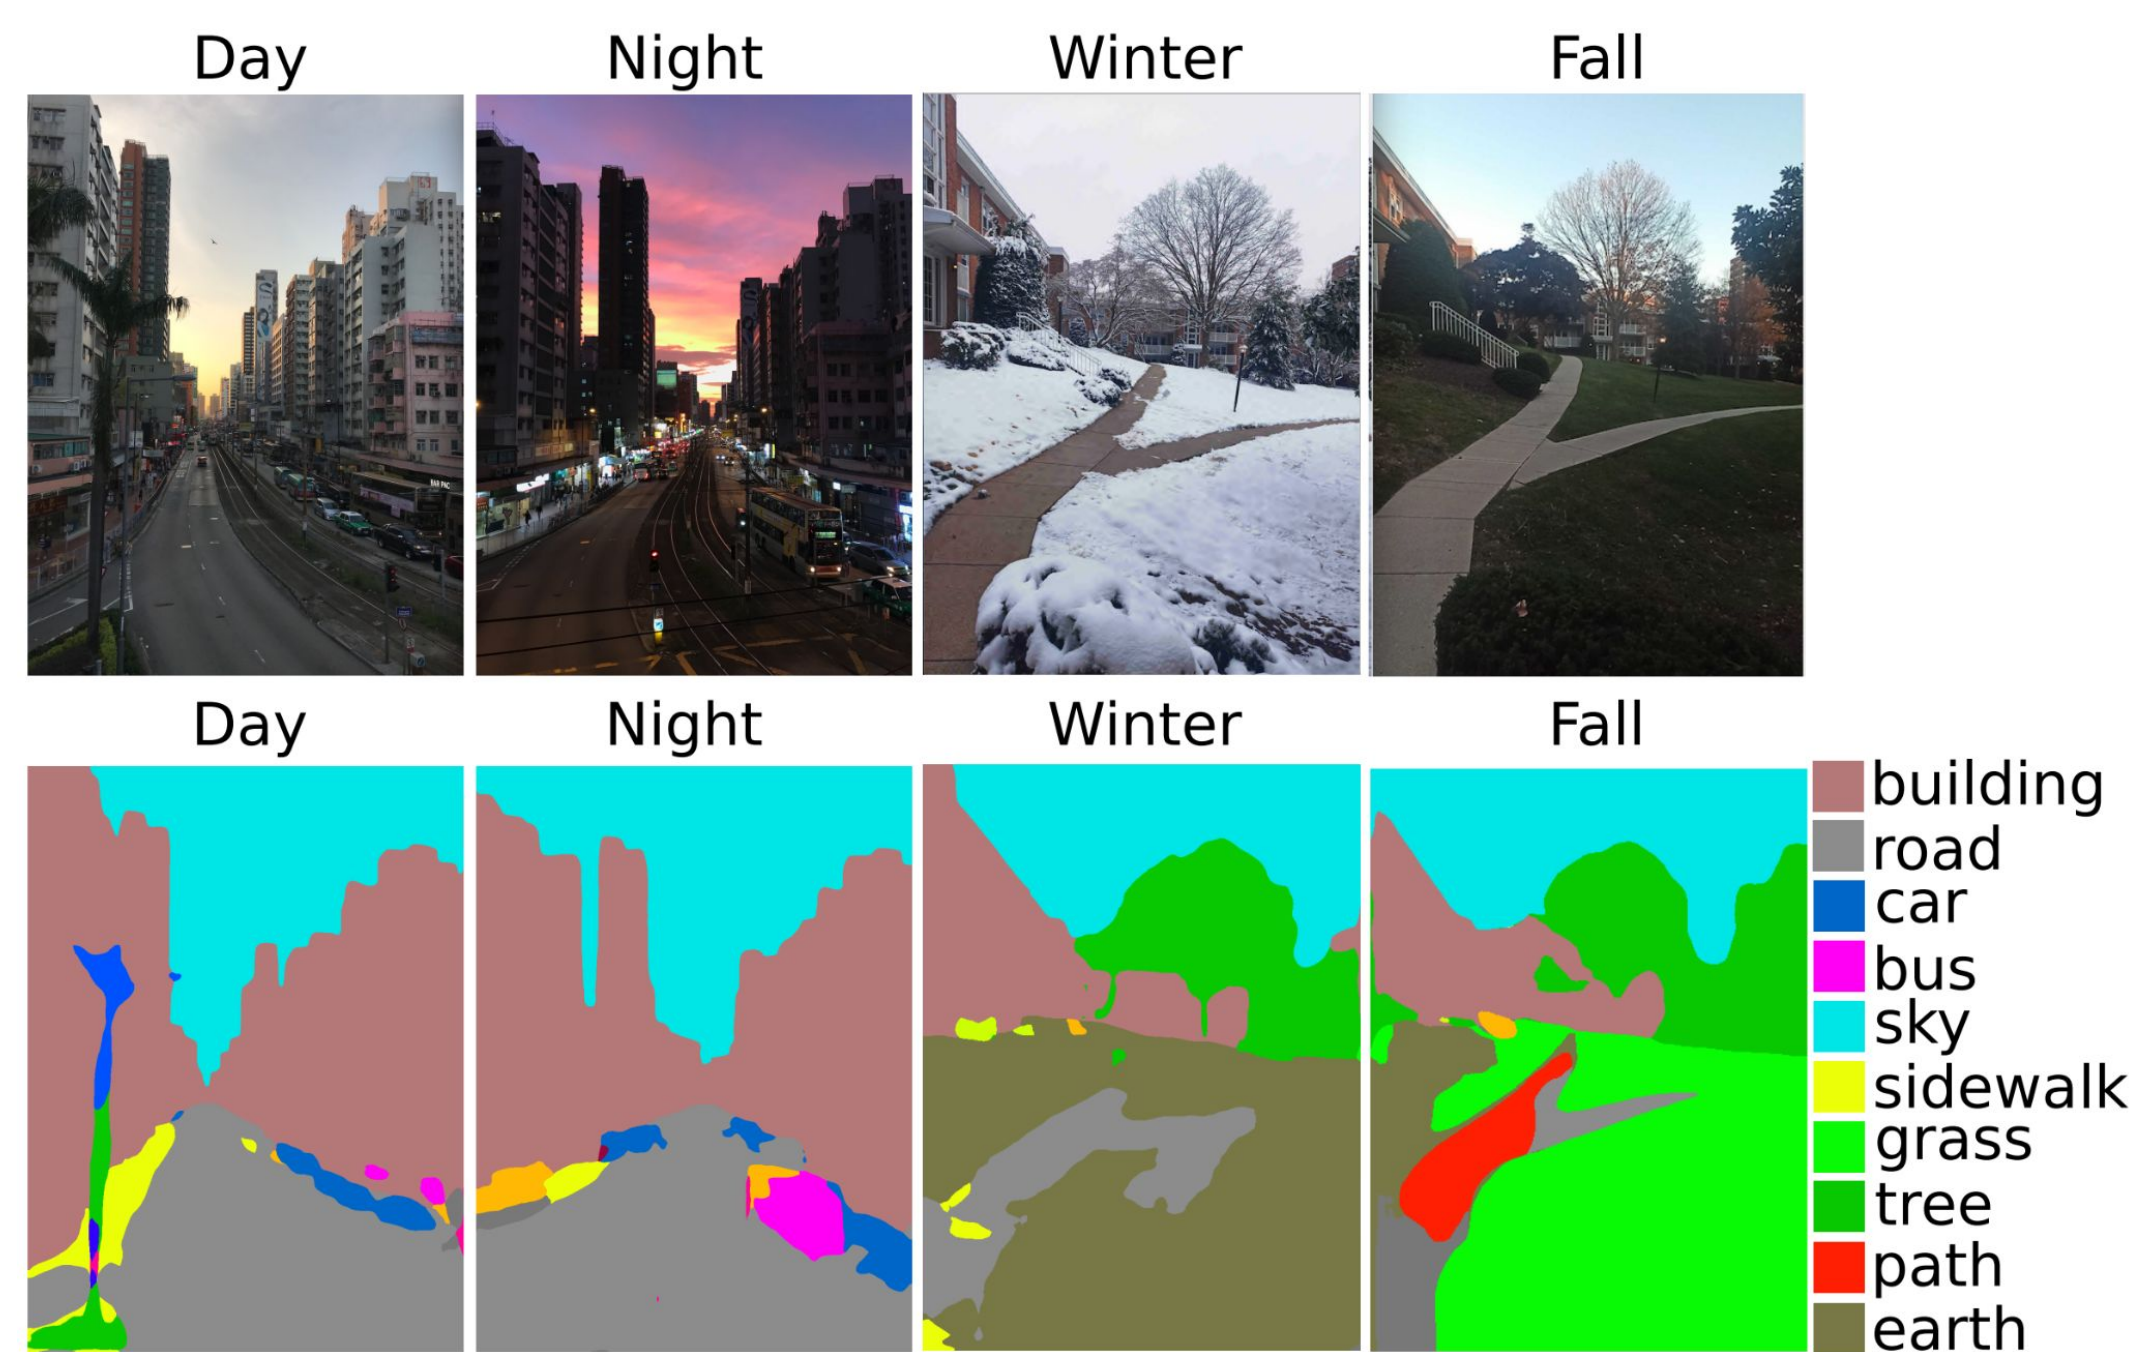 Day
Night
Winter
Fall
Day
Night
Winter
Fall
building
road
car
bus
sky
sidewalk
grass
tree
path
earth